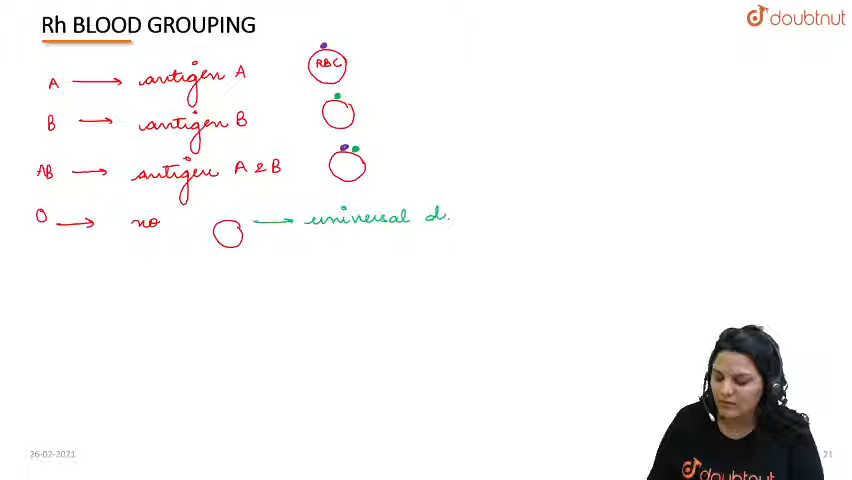 Rh BLOOD GROUPING
doubtnut
A → antigen A RBC
B → antigen B
AB → antigen A & B
O → no → universal d.
26-02-2021
doubtnut
21